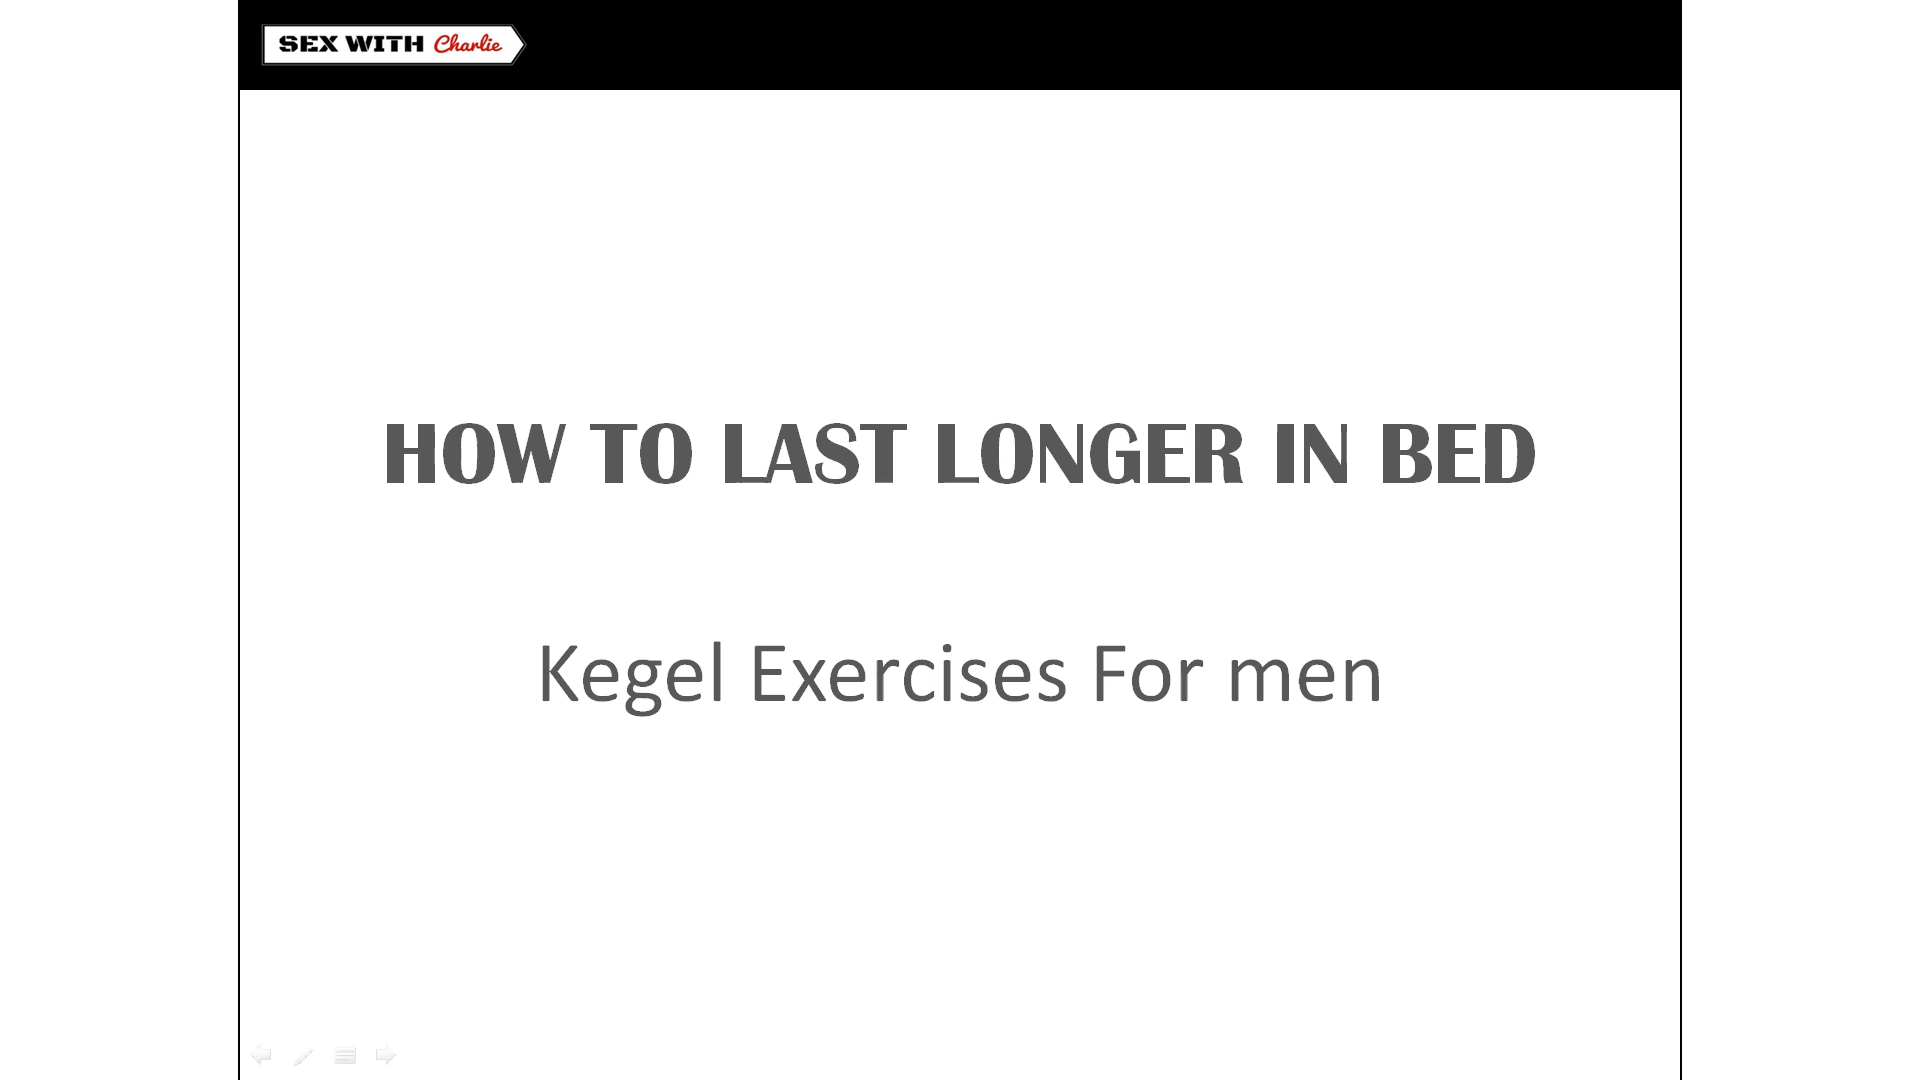 SEX WITH Charlie
HOW TO LAST LONGER IN BED
Kegel Exercises For men